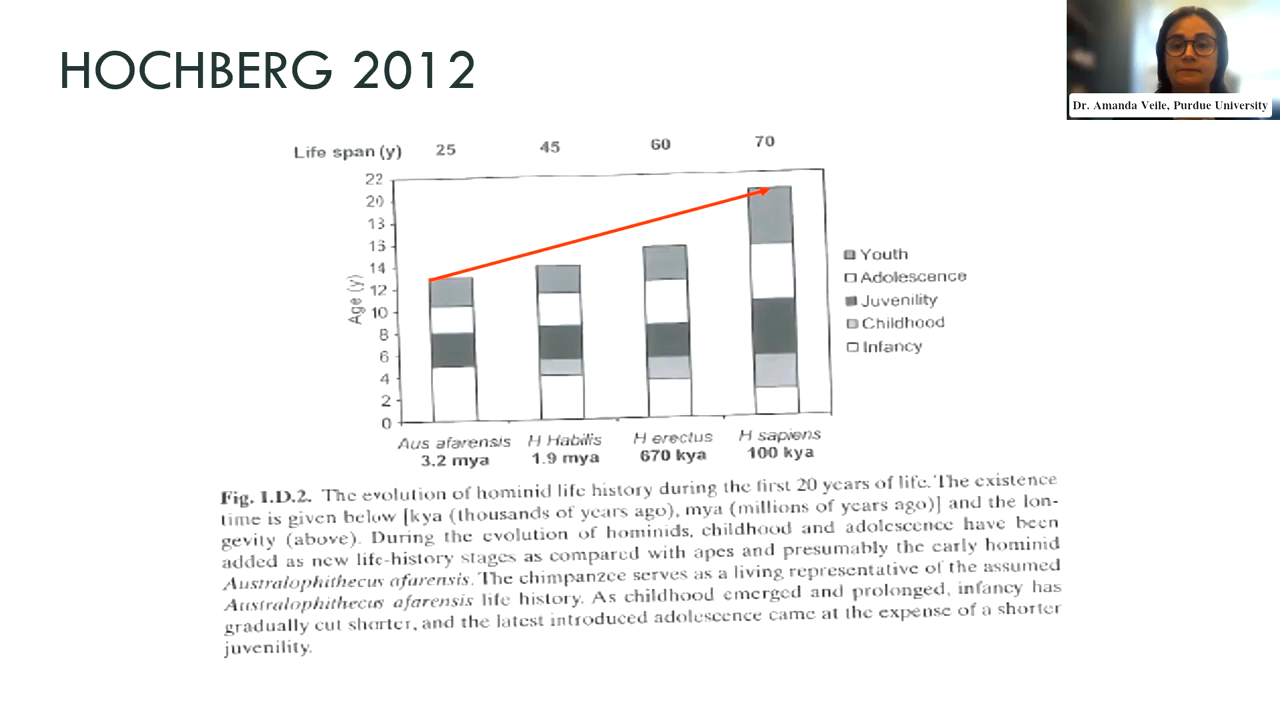 HOCHBERG 2012
Dr. Amanda Veile, Purdue University
Life span (y) 25 45 60 70
22
20
13
13
14
12
10
8
6
4
2
0
Age (y)
Youth
Adolescence
Juvenility
Childhood
Infancy
Aus afarensis H Habilis H erectus H sapiens
3.2 mya 1.9 mya 670 kya 100 kya
Fig. I.D.2. The evolution of hominid life history during the first 20 years of life. The existence
time is given below [kya (thousands of years ago), mya (millions of years ago)] and the lon-
gevity (above). During the evolution of hominids, childhood and adolescence have been
added as new life-history stages as compared with apes and presumably the early hominid
Australophithecus afarensis. The chimpanzee serves as a living representative of the assumed
Australophithecus afarensis life history. As childhood emerged and prolonged, infancy has
gradually cut shorter, and the latest introduced adolescence came at the expense of a shorter
juvenility.